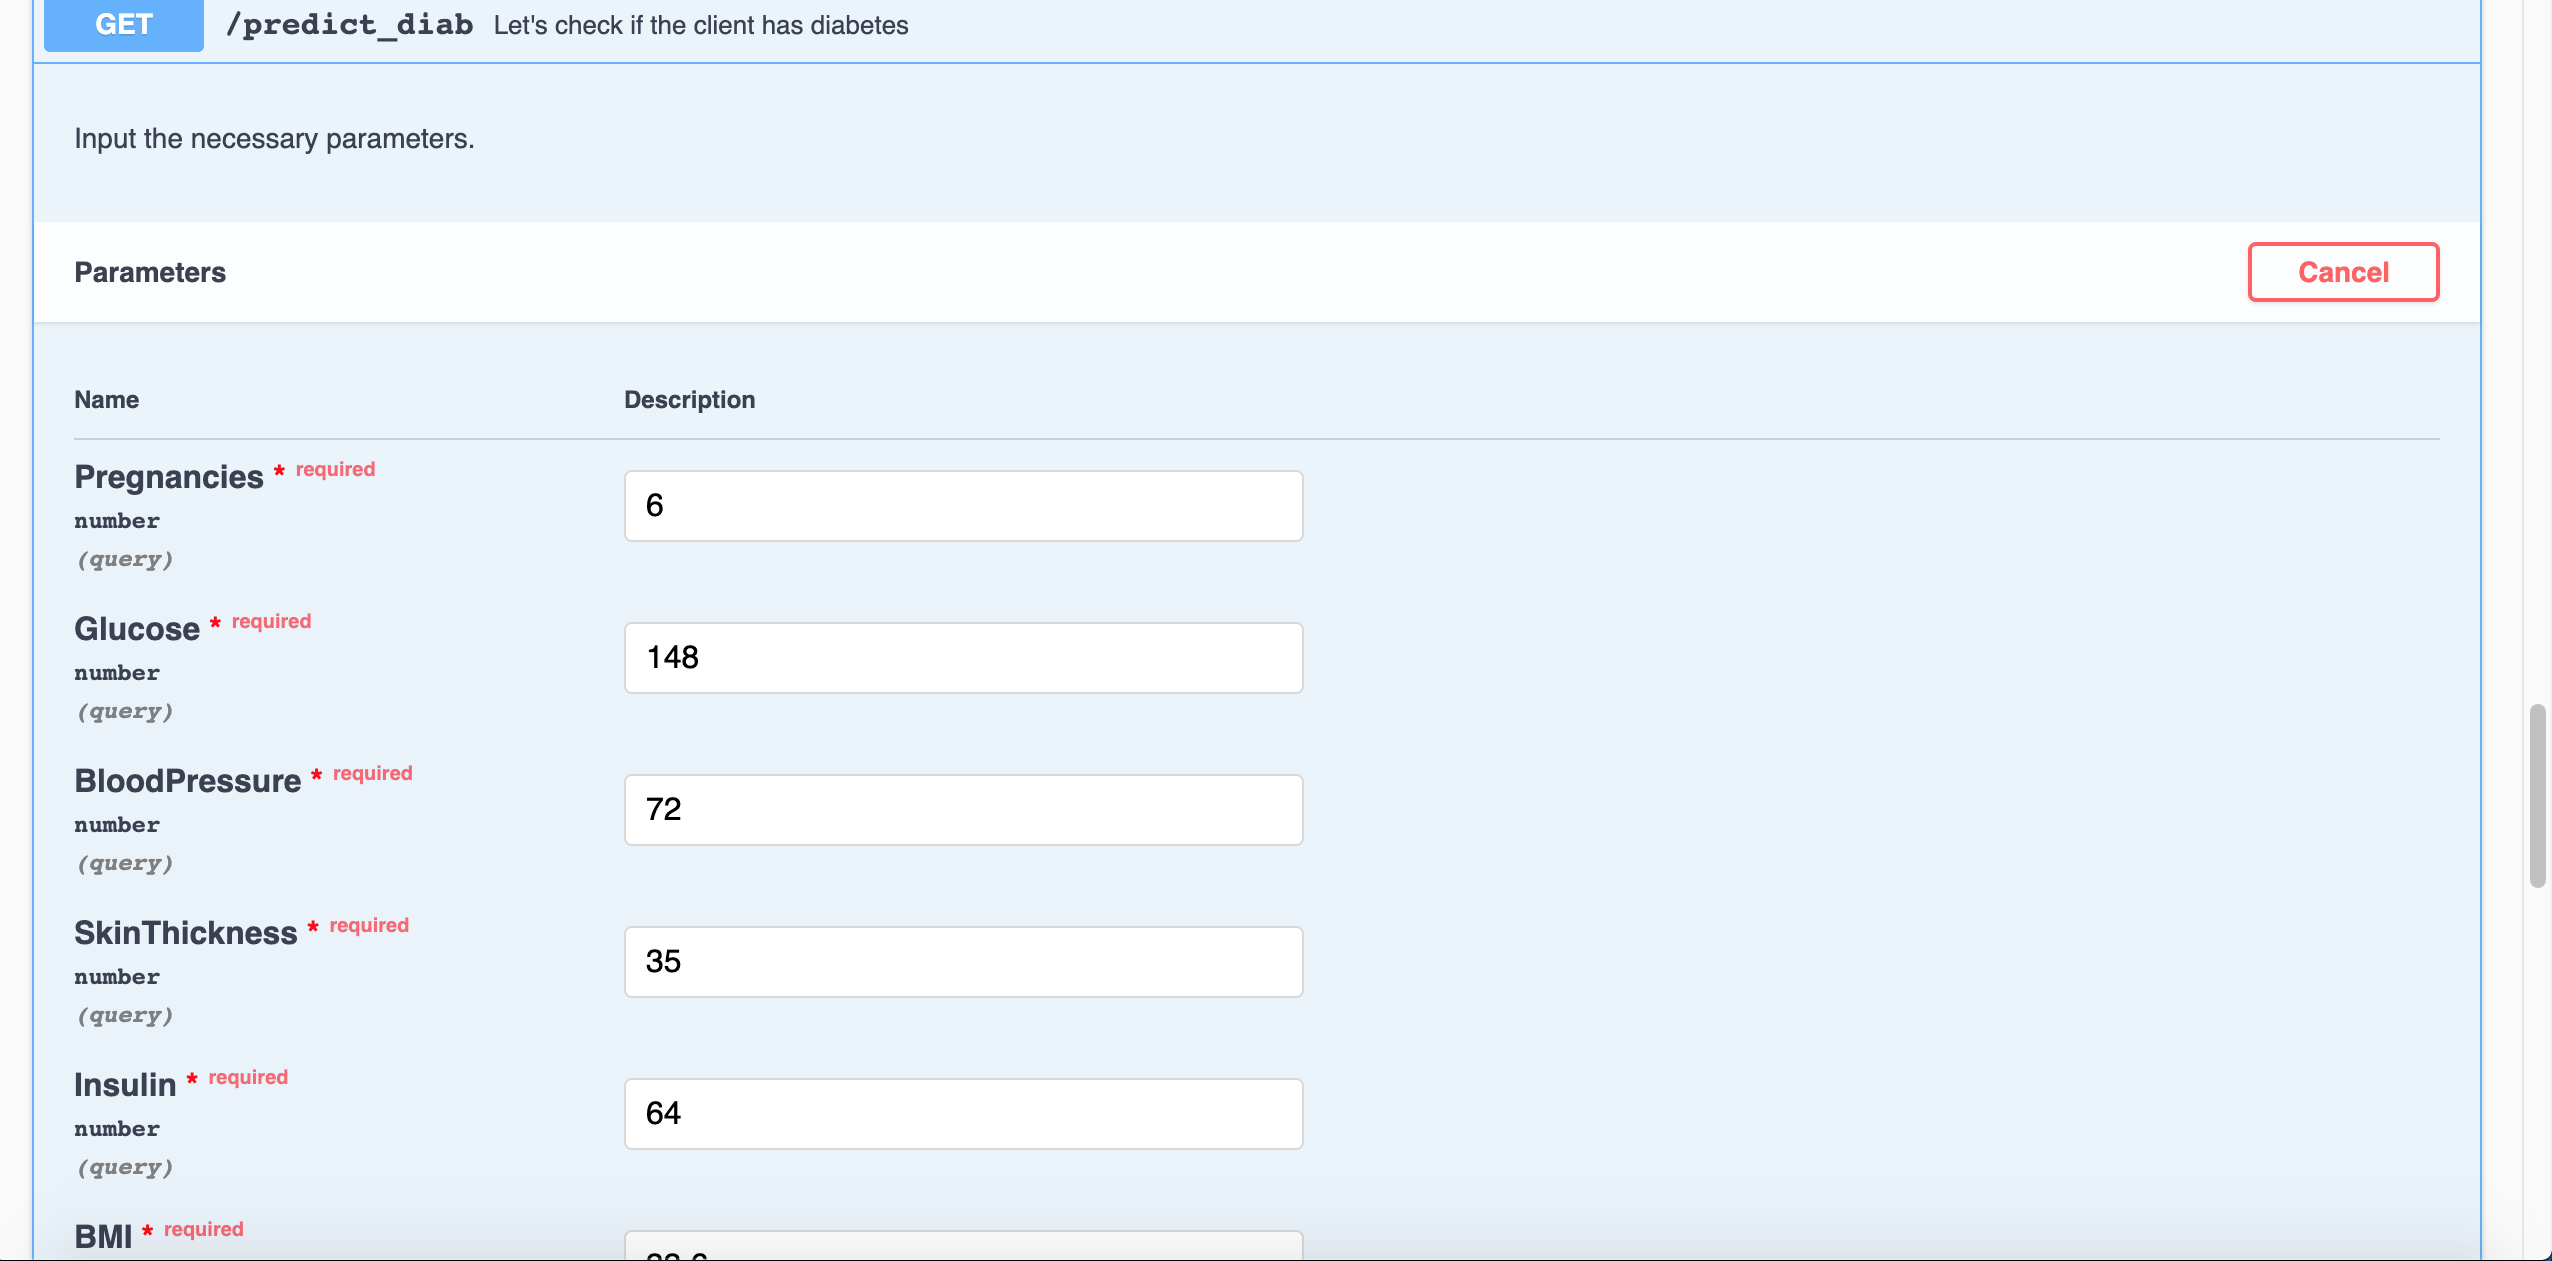 GET /predict_diab Let's check if the client has diabetes
Input the necessary parameters.
Parameters Cancel
Name Description
Pregnancies * required
6
number
(query)
Glucose * required
148
number
(query)
BloodPressure * required
72
number
(query)
SkinThickness * required
35
number
(query)
Insulin * required
64
number
(query)
BMI * required